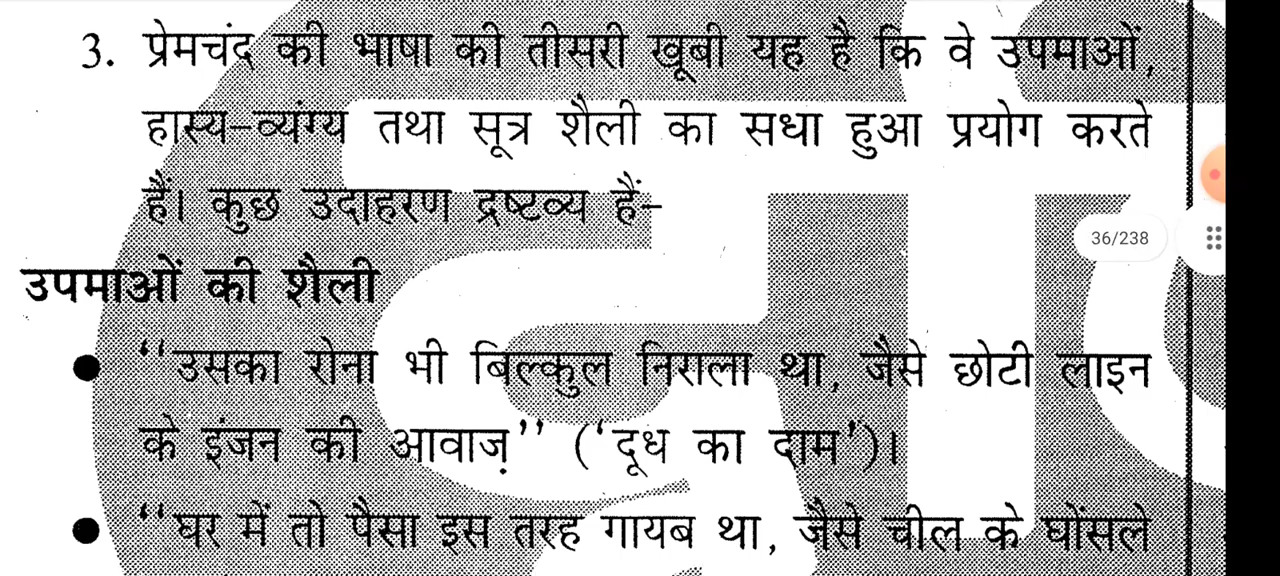 3. प्रेमचंद की भाषा की तीसरी खूबी यह है कि वे उपमाओं,
हास्य-व्यंग्य तथा सूत्र शैली का सधा हुआ प्रयोग करते
हैं। कुछ उदाहरण द्रष्टव्य हैं-
36/238
उपमाओं की शैली
● ‘‘उसका रोना भी बिल्कुल निराला था, जैसे छोटी लाइन
के इंजन की आवाज़’’ (‘दूध का दाम’)।
● ‘‘घर में तो पैसा इस तरह गायब था, जैसे चील के घोंसले